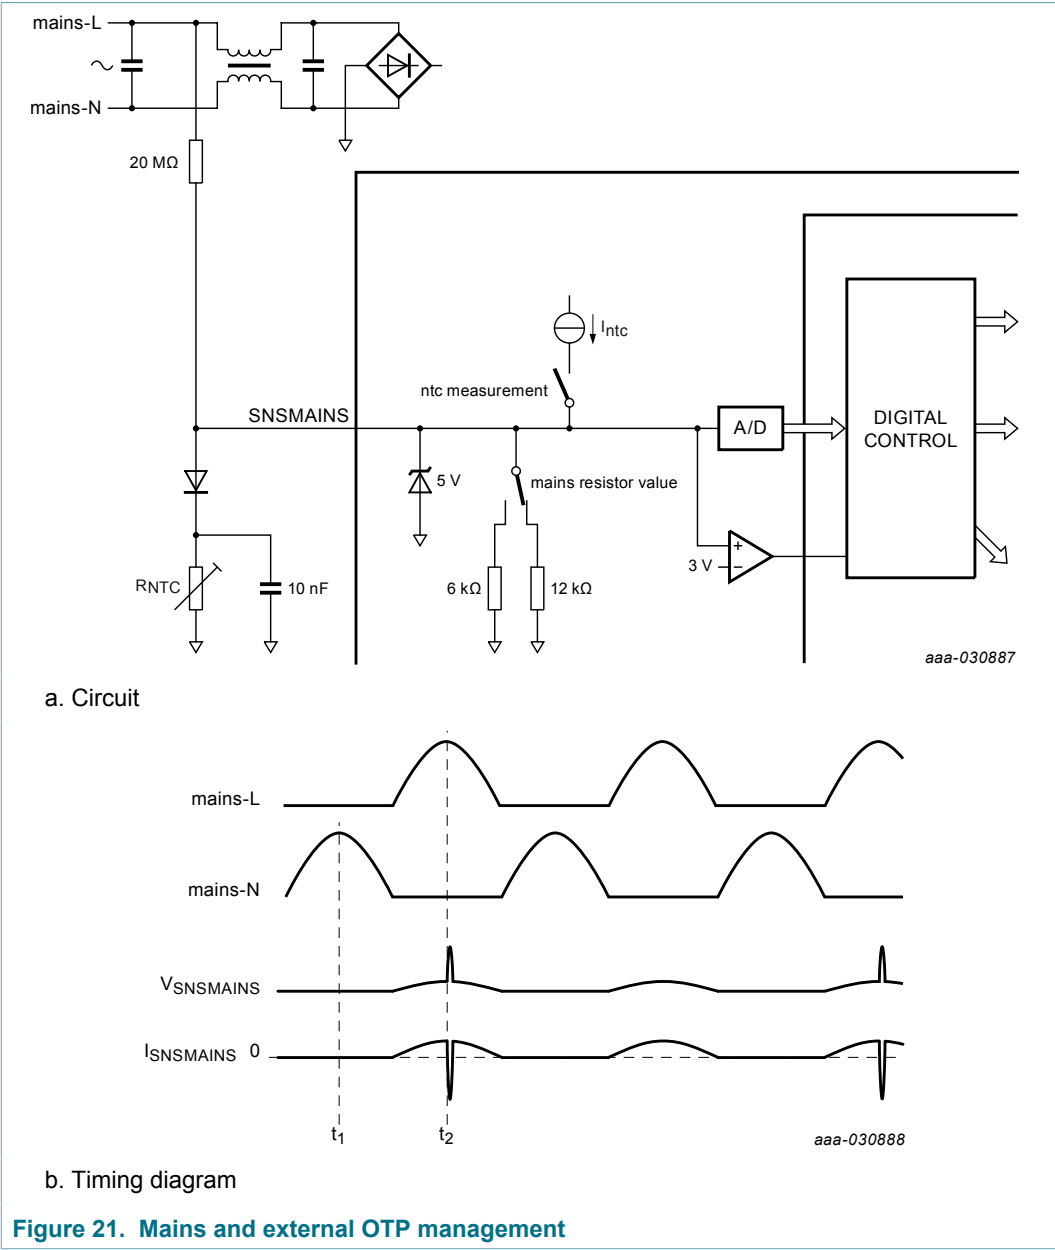 mains-L
mains-N
20 MΩ
Intc
ntc measurement
SNSMAINS
A/D
DIGITAL
CONTROL
5 V
mains resistor value
+
3 V
−
RNTC
10 nF
6 kΩ
12 kΩ
aaa-030887
a. Circuit
mains-L
mains-N
VSNSMAINS
ISNSMAINS 0
t1
t2
aaa-030888
b. Timing diagram
Figure 21. Mains and external OTP management